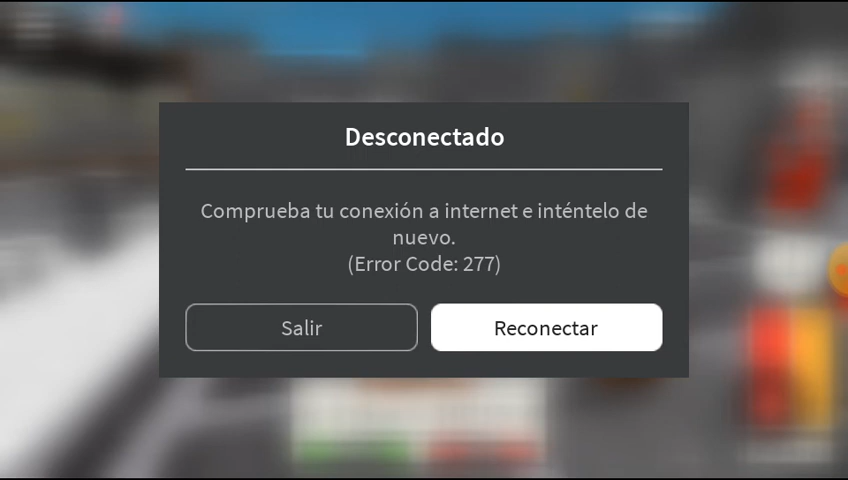 Desconectado
Comprueba tu conexión a internet e inténtelo de
nuevo.
(Error Code: 277)
Salir
Reconectar